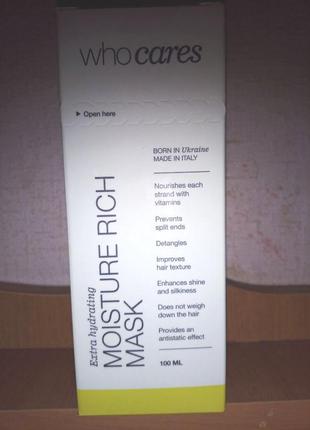 whocares
Open here
BORN IN Ukraine
MADE IN ITALY
Nourishes each
strand with
vitamins
Prevents
split ends
Detangles
Improves
hair texture
Enhances shine
and silkiness
Does not weigh
down the hair
Provides an
antistatic effect
100 ML
Extra hydrating
MOISTURE RICH
MASK